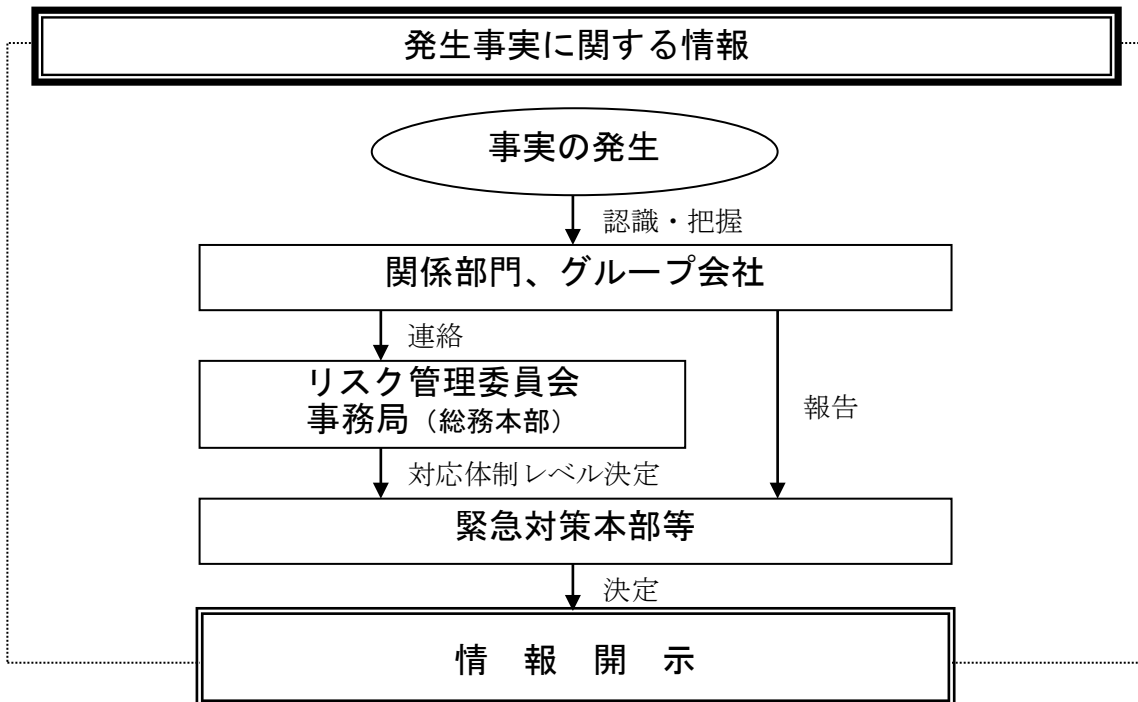 発生事実に関する情報
事実の発生
認識・把握
関係部門、グループ会社
連絡
リスク管理委員会
事務局（総務本部）
報告
対応体制レベル決定
緊急対策本部等
決定
情　報　開　示